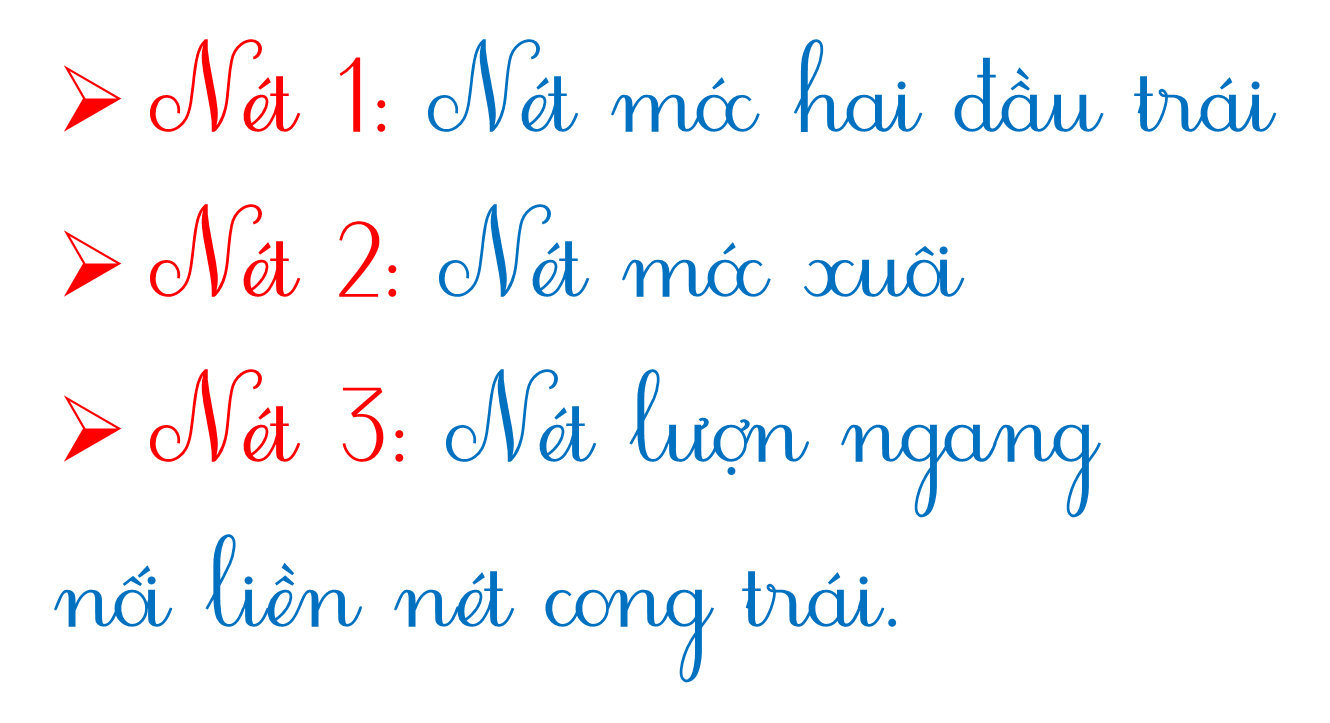 ➢ Nét 1: Nét móc hai đầu trái
➢ Nét 2: Nét móc xuôi
➢ Nét 3: Nét lượn ngang
nối liền nét cong trái.